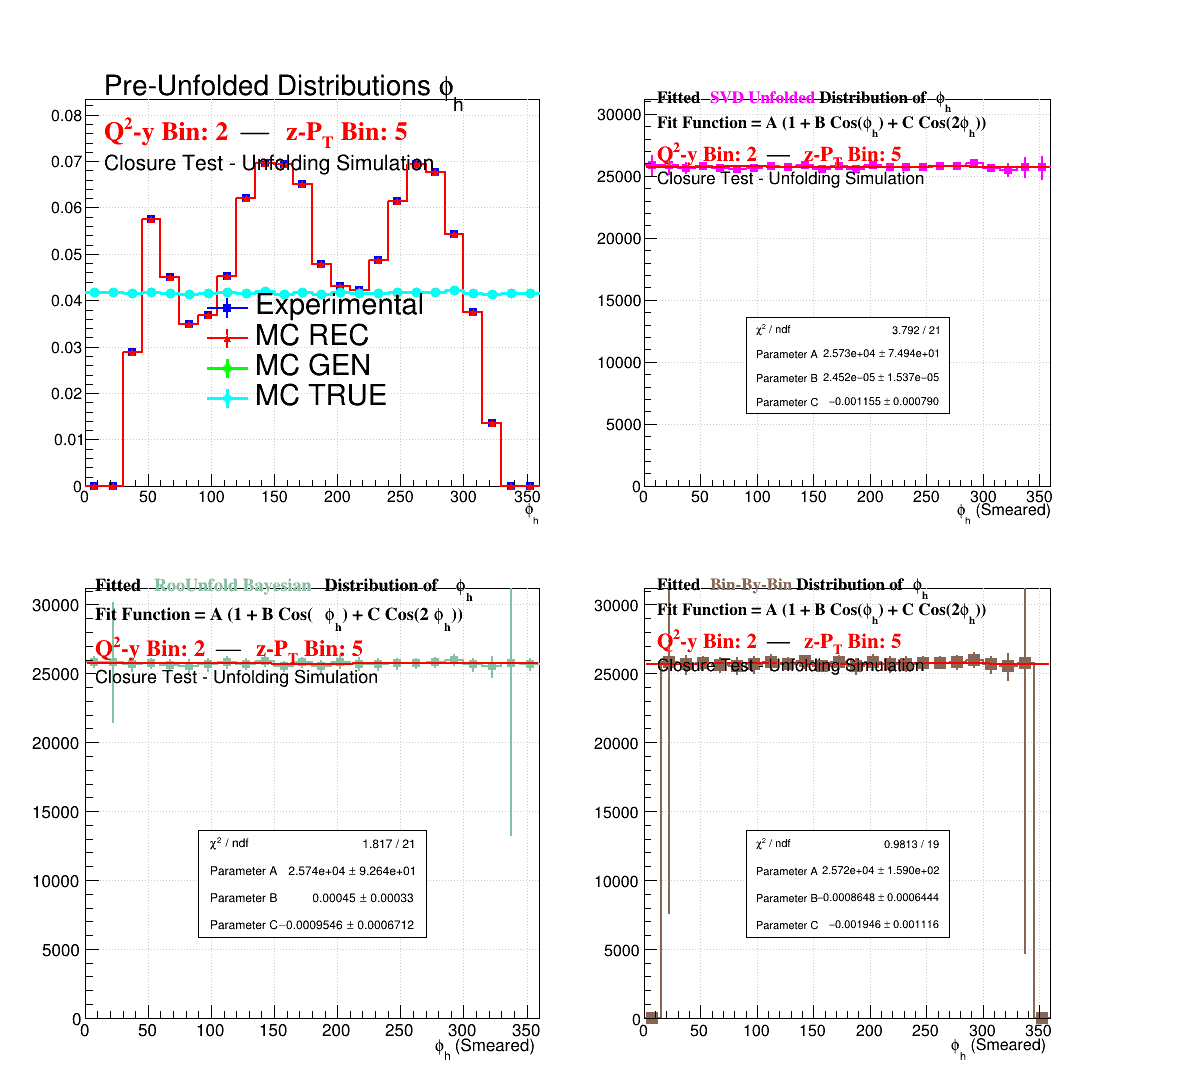 Pre-Unfolded Distributions ϕh
Q²-y Bin: 2 — z-PT Bin: 5
Closure Test - Unfolding Simulation
0.08
0.07
0.06
0.05
0.04
0.03
0.02
0.01
0
Experimental
MC REC
MC GEN
MC TRUE
0 50 100 150 200 250 300 350
ϕh
Fitted SVD Unfolded Distribution of ϕh
Fit Function = A (1 + B Cos(ϕh) + C Cos(2ϕh))
Q²-y Bin: 2 — z-PT Bin: 5
Closure Test - Unfolding Simulation
30000
25000
20000
15000
10000
5000
0
χ² / ndf 3.792 / 21
Parameter A 2.573e+04 ± 7.494e+01
Parameter B 2.452e−05 ± 1.537e−05
Parameter C −0.001155 ± 0.000790
0 50 100 150 200 250 300 350
ϕh (Smeared)
Fitted RooUnfold Bayesian Distribution of ϕh
Fit Function = A (1 + B Cos( ϕh) + C Cos(2 ϕh))
Q²-y Bin: 2 — z-PT Bin: 5
Closure Test - Unfolding Simulation
30000
25000
20000
15000
10000
5000
0
χ² / ndf 1.817 / 21
Parameter A 2.574e+04 ± 9.264e+01
Parameter B 0.00045 ± 0.00033
Parameter C −0.0009546 ± 0.0006712
0 50 100 150 200 250 300 350
ϕh (Smeared)
Fitted Bin-By-Bin Distribution of ϕh
Fit Function = A (1 + B Cos(ϕh) + C Cos(2ϕh))
Q²-y Bin: 2 — z-PT Bin: 5
Closure Test - Unfolding Simulation
30000
25000
20000
15000
10000
5000
0
χ² / ndf 0.9813 / 19
Parameter A 2.572e+04 ± 1.590e+02
Parameter B −0.0008648 ± 0.0006444
Parameter C −0.001946 ± 0.001116
0 50 100 150 200 250 300 350
ϕh (Smeared)